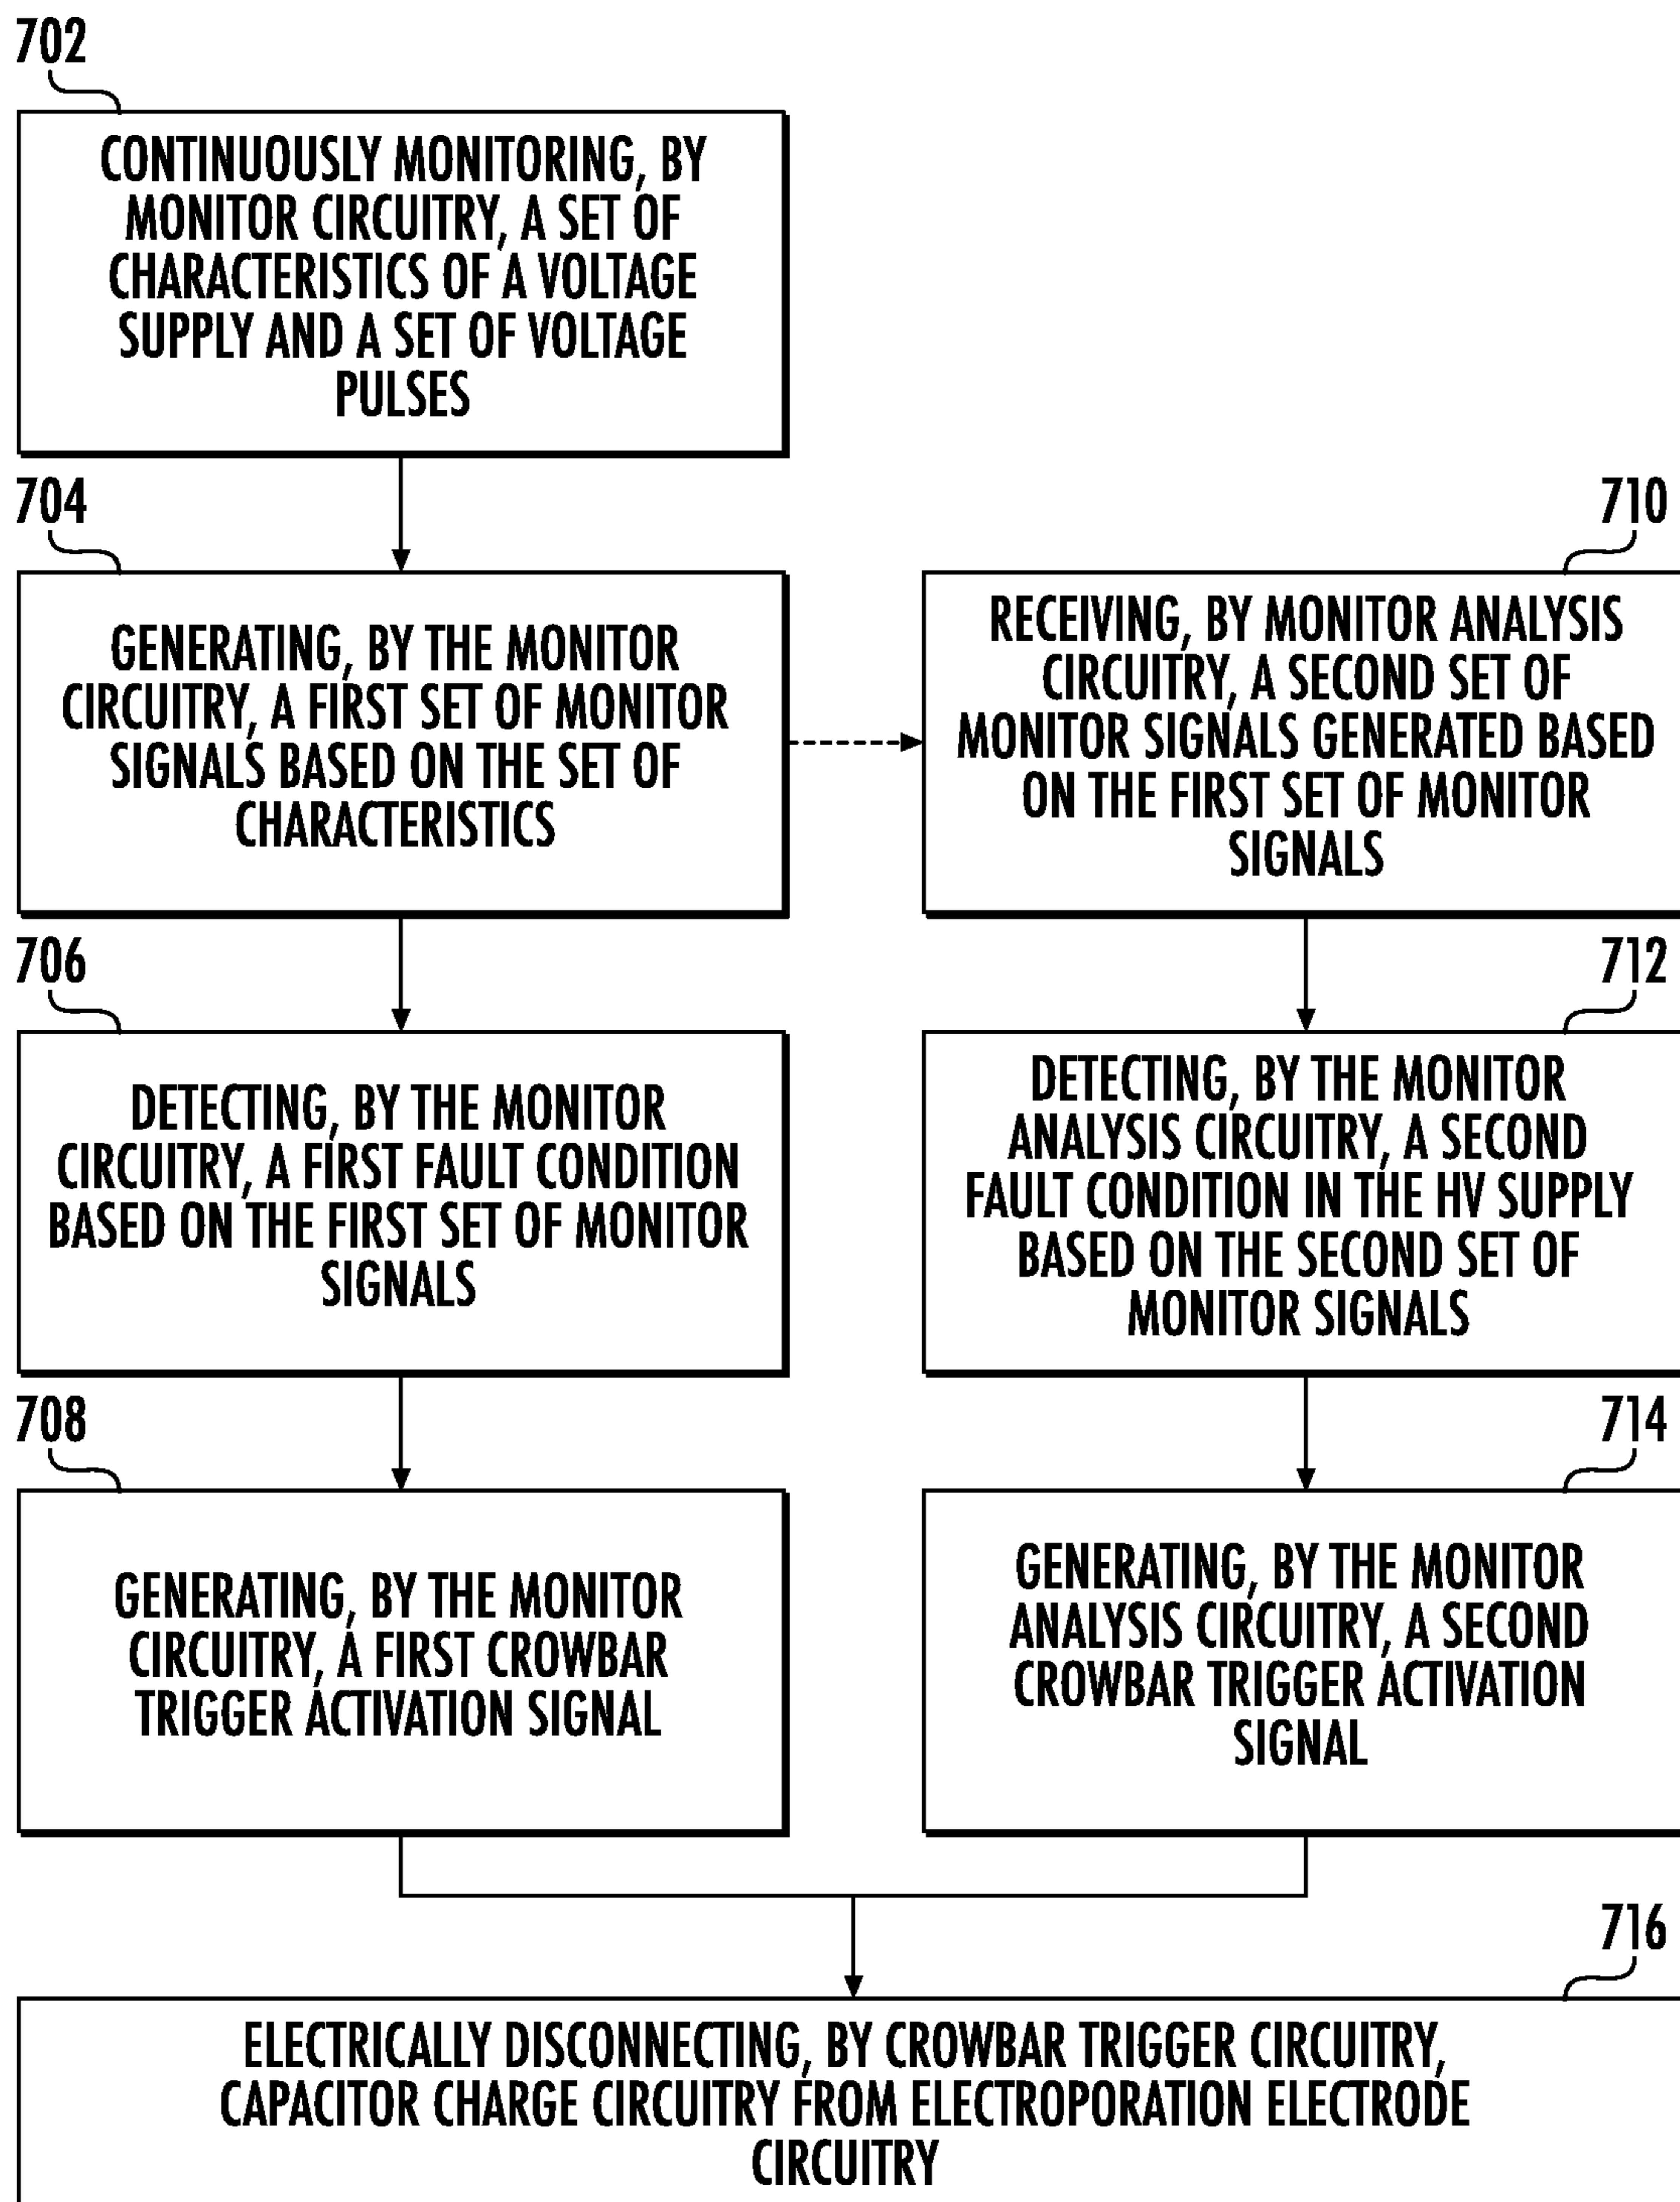 702
CONTINUOUSLY MONITORING, BY
MONITOR CIRCUITRY, A SET OF
CHARACTERISTICS OF A VOLTAGE
SUPPLY AND A SET OF VOLTAGE
PULSES
704
GENERATING, BY THE MONITOR
CIRCUITRY, A FIRST SET OF MONITOR
SIGNALS BASED ON THE SET OF
CHARACTERISTICS
706
DETECTING, BY THE MONITOR
CIRCUITRY, A FIRST FAULT CONDITION
BASED ON THE FIRST SET OF MONITOR
SIGNALS
708
GENERATING, BY THE MONITOR
CIRCUITRY, A FIRST CROWBAR
TRIGGER ACTIVATION SIGNAL
710
RECEIVING, BY MONITOR ANALYSIS
CIRCUITRY, A SECOND SET OF
MONITOR SIGNALS GENERATED BASED
ON THE FIRST SET OF MONITOR
SIGNALS
712
DETECTING, BY THE MONITOR
ANALYSIS CIRCUITRY, A SECOND
FAULT CONDITION IN THE HV SUPPLY
BASED ON THE SECOND SET OF
MONITOR SIGNALS
714
GENERATING, BY THE MONITOR
ANALYSIS CIRCUITRY, A SECOND
CROWBAR TRIGGER ACTIVATION
SIGNAL
716
ELECTRICALLY DISCONNECTING, BY CROWBAR TRIGGER CIRCUITRY,
CAPACITOR CHARGE CIRCUITRY FROM ELECTROPORATION ELECTRODE
CIRCUITRY